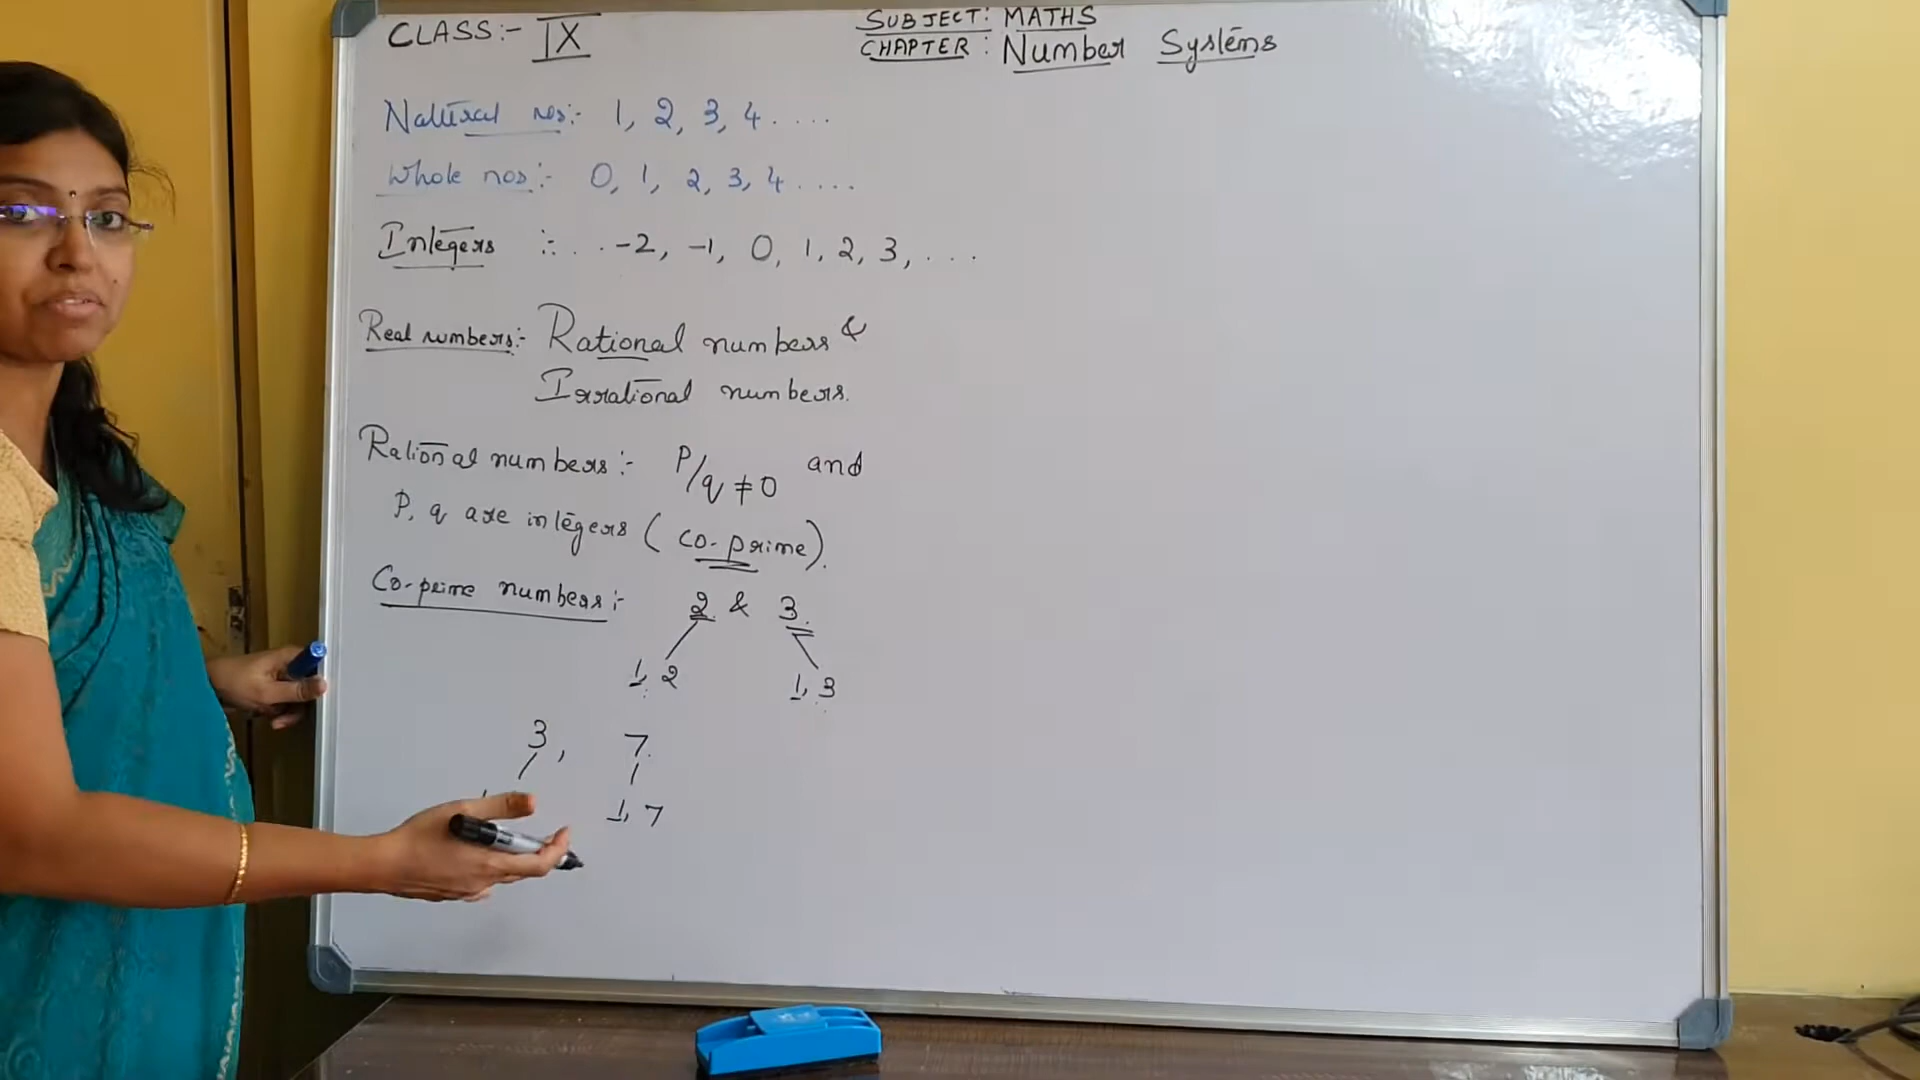 CLASS:- IX
SUBJECT: MATHS
CHAPTER: Number Systems
Natural nos:- 1, 2, 3, 4 ....
Whole nos:- 0, 1, 2, 3, 4 ....
Integers :- . . -2, -1, 0, 1, 2, 3, . . .
Real numbers:- Rational numbers &
Irrational numbers.
Rational numbers:- P/q ≠ 0 and
P, q are integers (co-prime).
Co-prime numbers:- 2 & 3.
1, 2 1, 3
3, 7.
1, 7